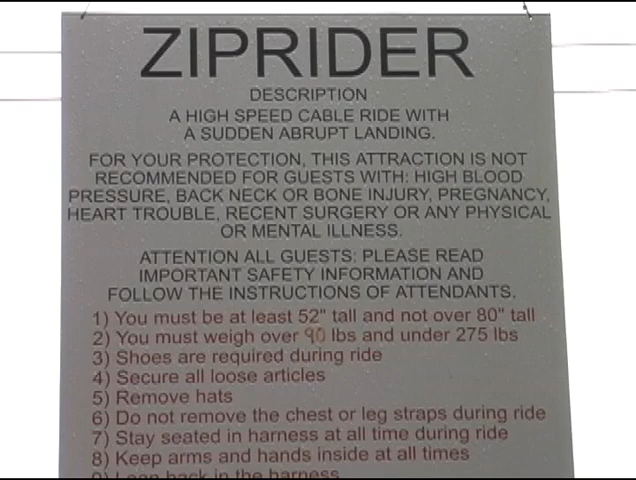 ZIPRIDER
DESCRIPTION
A HIGH SPEED CABLE RIDE WITH
A SUDDEN ABRUPT LANDING.
FOR YOUR PROTECTION, THIS ATTRACTION IS NOT
RECOMMENDED FOR GUESTS WITH: HIGH BLOOD
PRESSURE, BACK NECK OR BONE INJURY, PREGNANCY,
HEART TROUBLE, RECENT SURGERY OR ANY PHYSICAL
OR MENTAL ILLNESS.
ATTENTION ALL GUESTS: PLEASE READ
IMPORTANT SAFETY INFORMATION AND
FOLLOW THE INSTRUCTIONS OF ATTENDANTS.
1) You must be at least 52" tall and not over 80" tall
2) You must weigh over 90 lbs and under 275 lbs
3) Shoes are required during ride
4) Secure all loose articles
5) Remove hats
6) Do not remove the chest or leg straps during ride
7) Stay seated in harness at all time during ride
8) Keep arms and hands inside at all times
9) Lean back in the harness